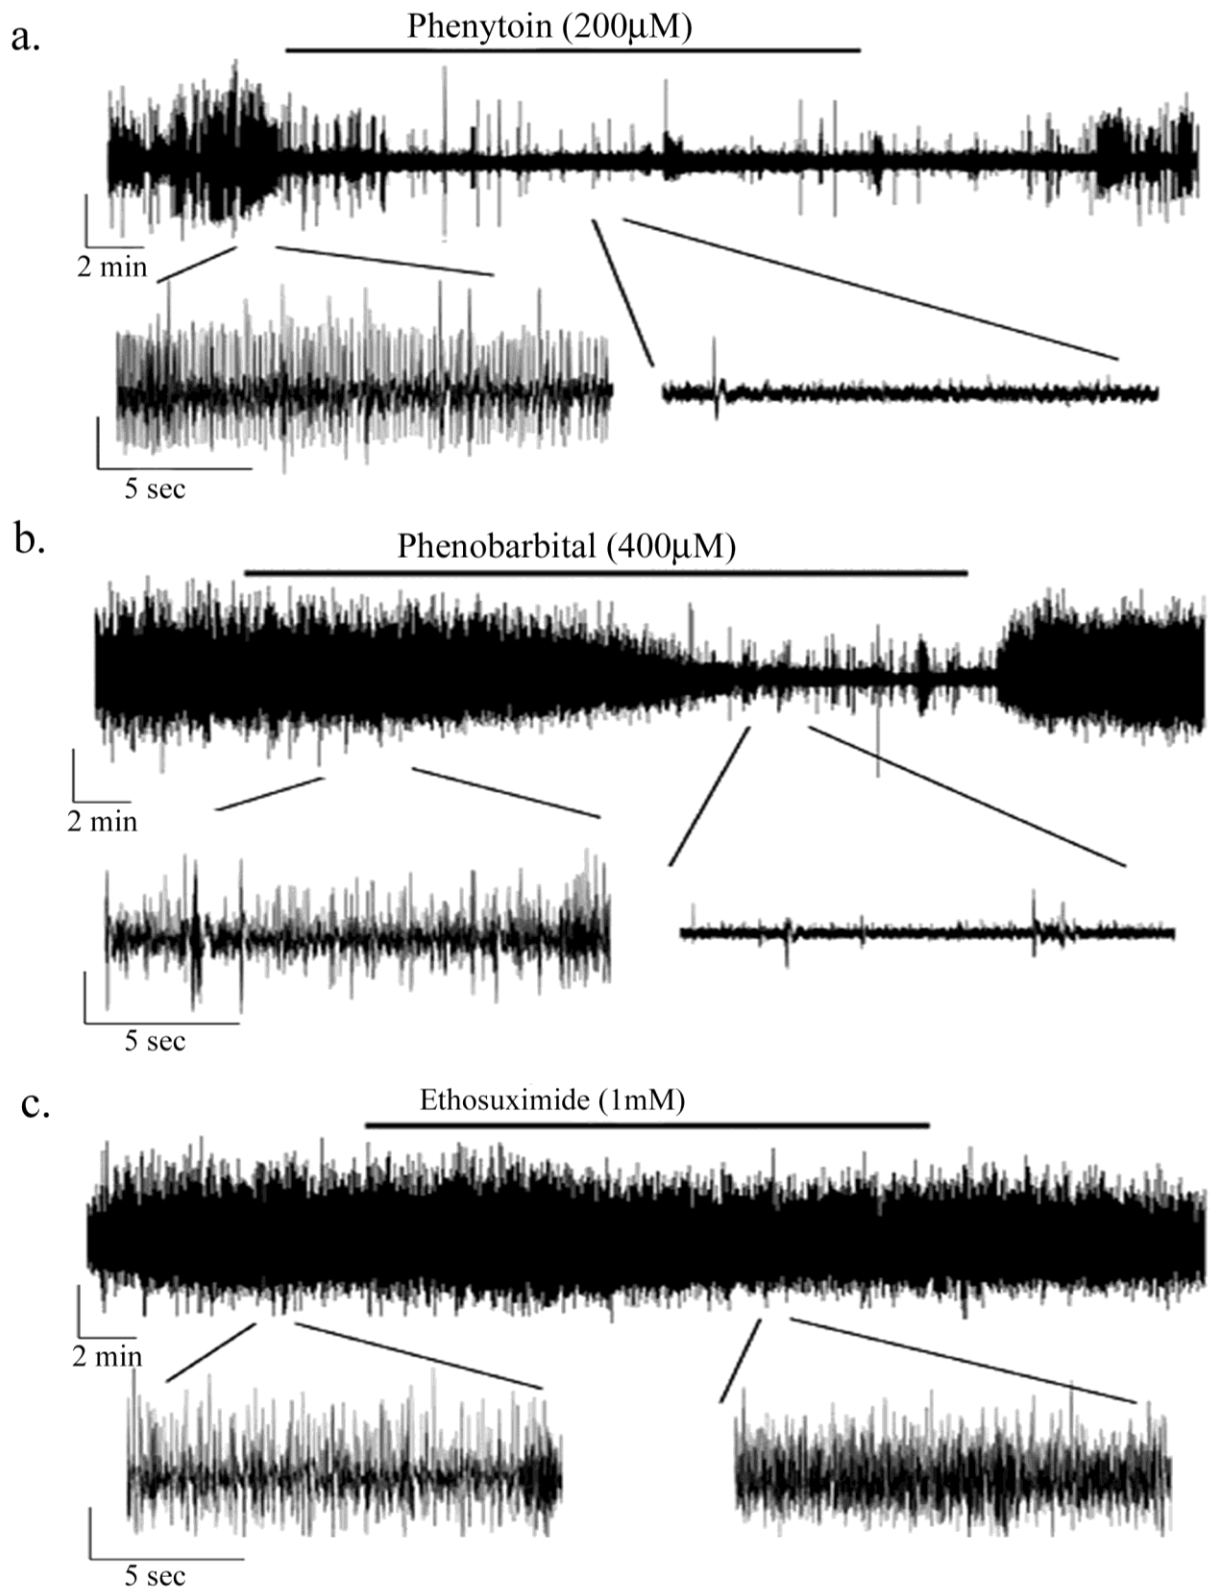 a.
Phenytoin (200μM)
2 min
5 sec
b.
Phenobarbital (400μM)
2 min
5 sec
c.
Ethosuximide (1mM)
2 min
5 sec